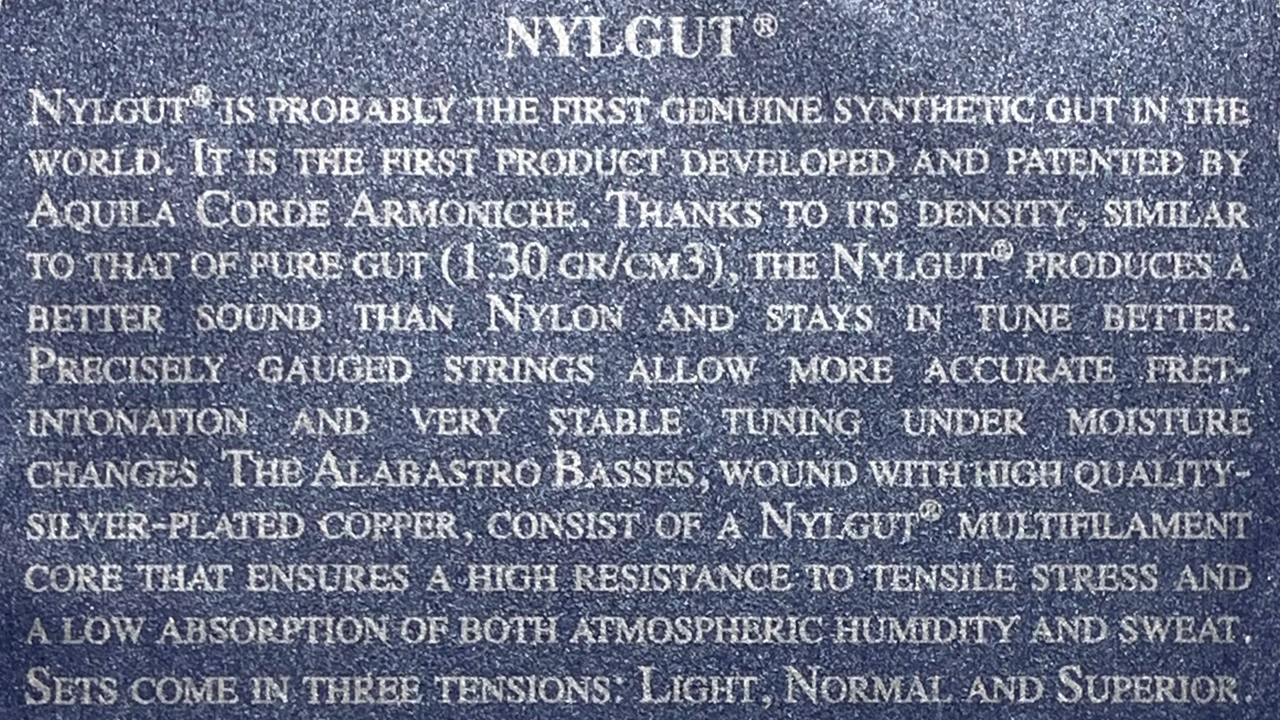 NYLGUT®
NYLGUT® IS PROBABLY THE FIRST GENUINE SYNTHETIC GUT IN THE
WORLD. IT IS THE FIRST PRODUCT DEVELOPED AND PATENTED BY
AQUILA CORDE ARMONICHE. THANKS TO ITS DENSITY, SIMILAR
TO THAT OF PURE GUT (1.30 GR/CM3), THE NYLGUT® PRODUCES A
BETTER SOUND THAN NYLON AND STAYS IN TUNE BETTER.
PRECISELY GAUGED STRINGS ALLOW MORE ACCURATE FRET-
INTONATION AND VERY STABLE TUNING UNDER MOISTURE
CHANGES. THE ALABASTRO BASSES, WOUND WITH HIGH QUALITY-
SILVER-PLATED COPPER, CONSIST OF A NYLGUT® MULTIFILAMENT
CORE THAT ENSURES A HIGH RESISTANCE TO TENSILE STRESS AND
A LOW ABSORPTION OF BOTH ATMOSPHERIC HUMIDITY AND SWEAT.
SETS COME IN THREE TENSIONS: LIGHT, NORMAL AND SUPERIOR.